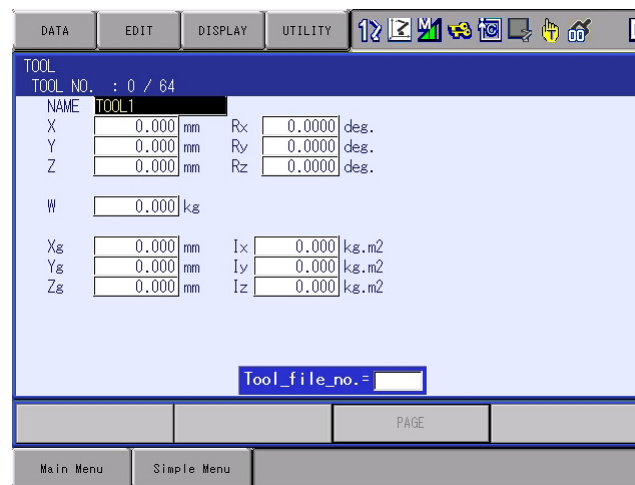 DATA EDIT DISPLAY UTILITY
TOOL
TOOL NO. : 0 / 64
NAME TOOL1
X 0.000 mm Rx 0.0000 deg.
Y 0.000 mm Ry 0.0000 deg.
Z 0.000 mm Rz 0.0000 deg.
W 0.000 kg
Xg 0.000 mm Ix 0.000 kg.m2
Yg 0.000 mm Iy 0.000 kg.m2
Zg 0.000 mm Iz 0.000 kg.m2
Tool_file_no.=
PAGE
Main Menu Simple Menu